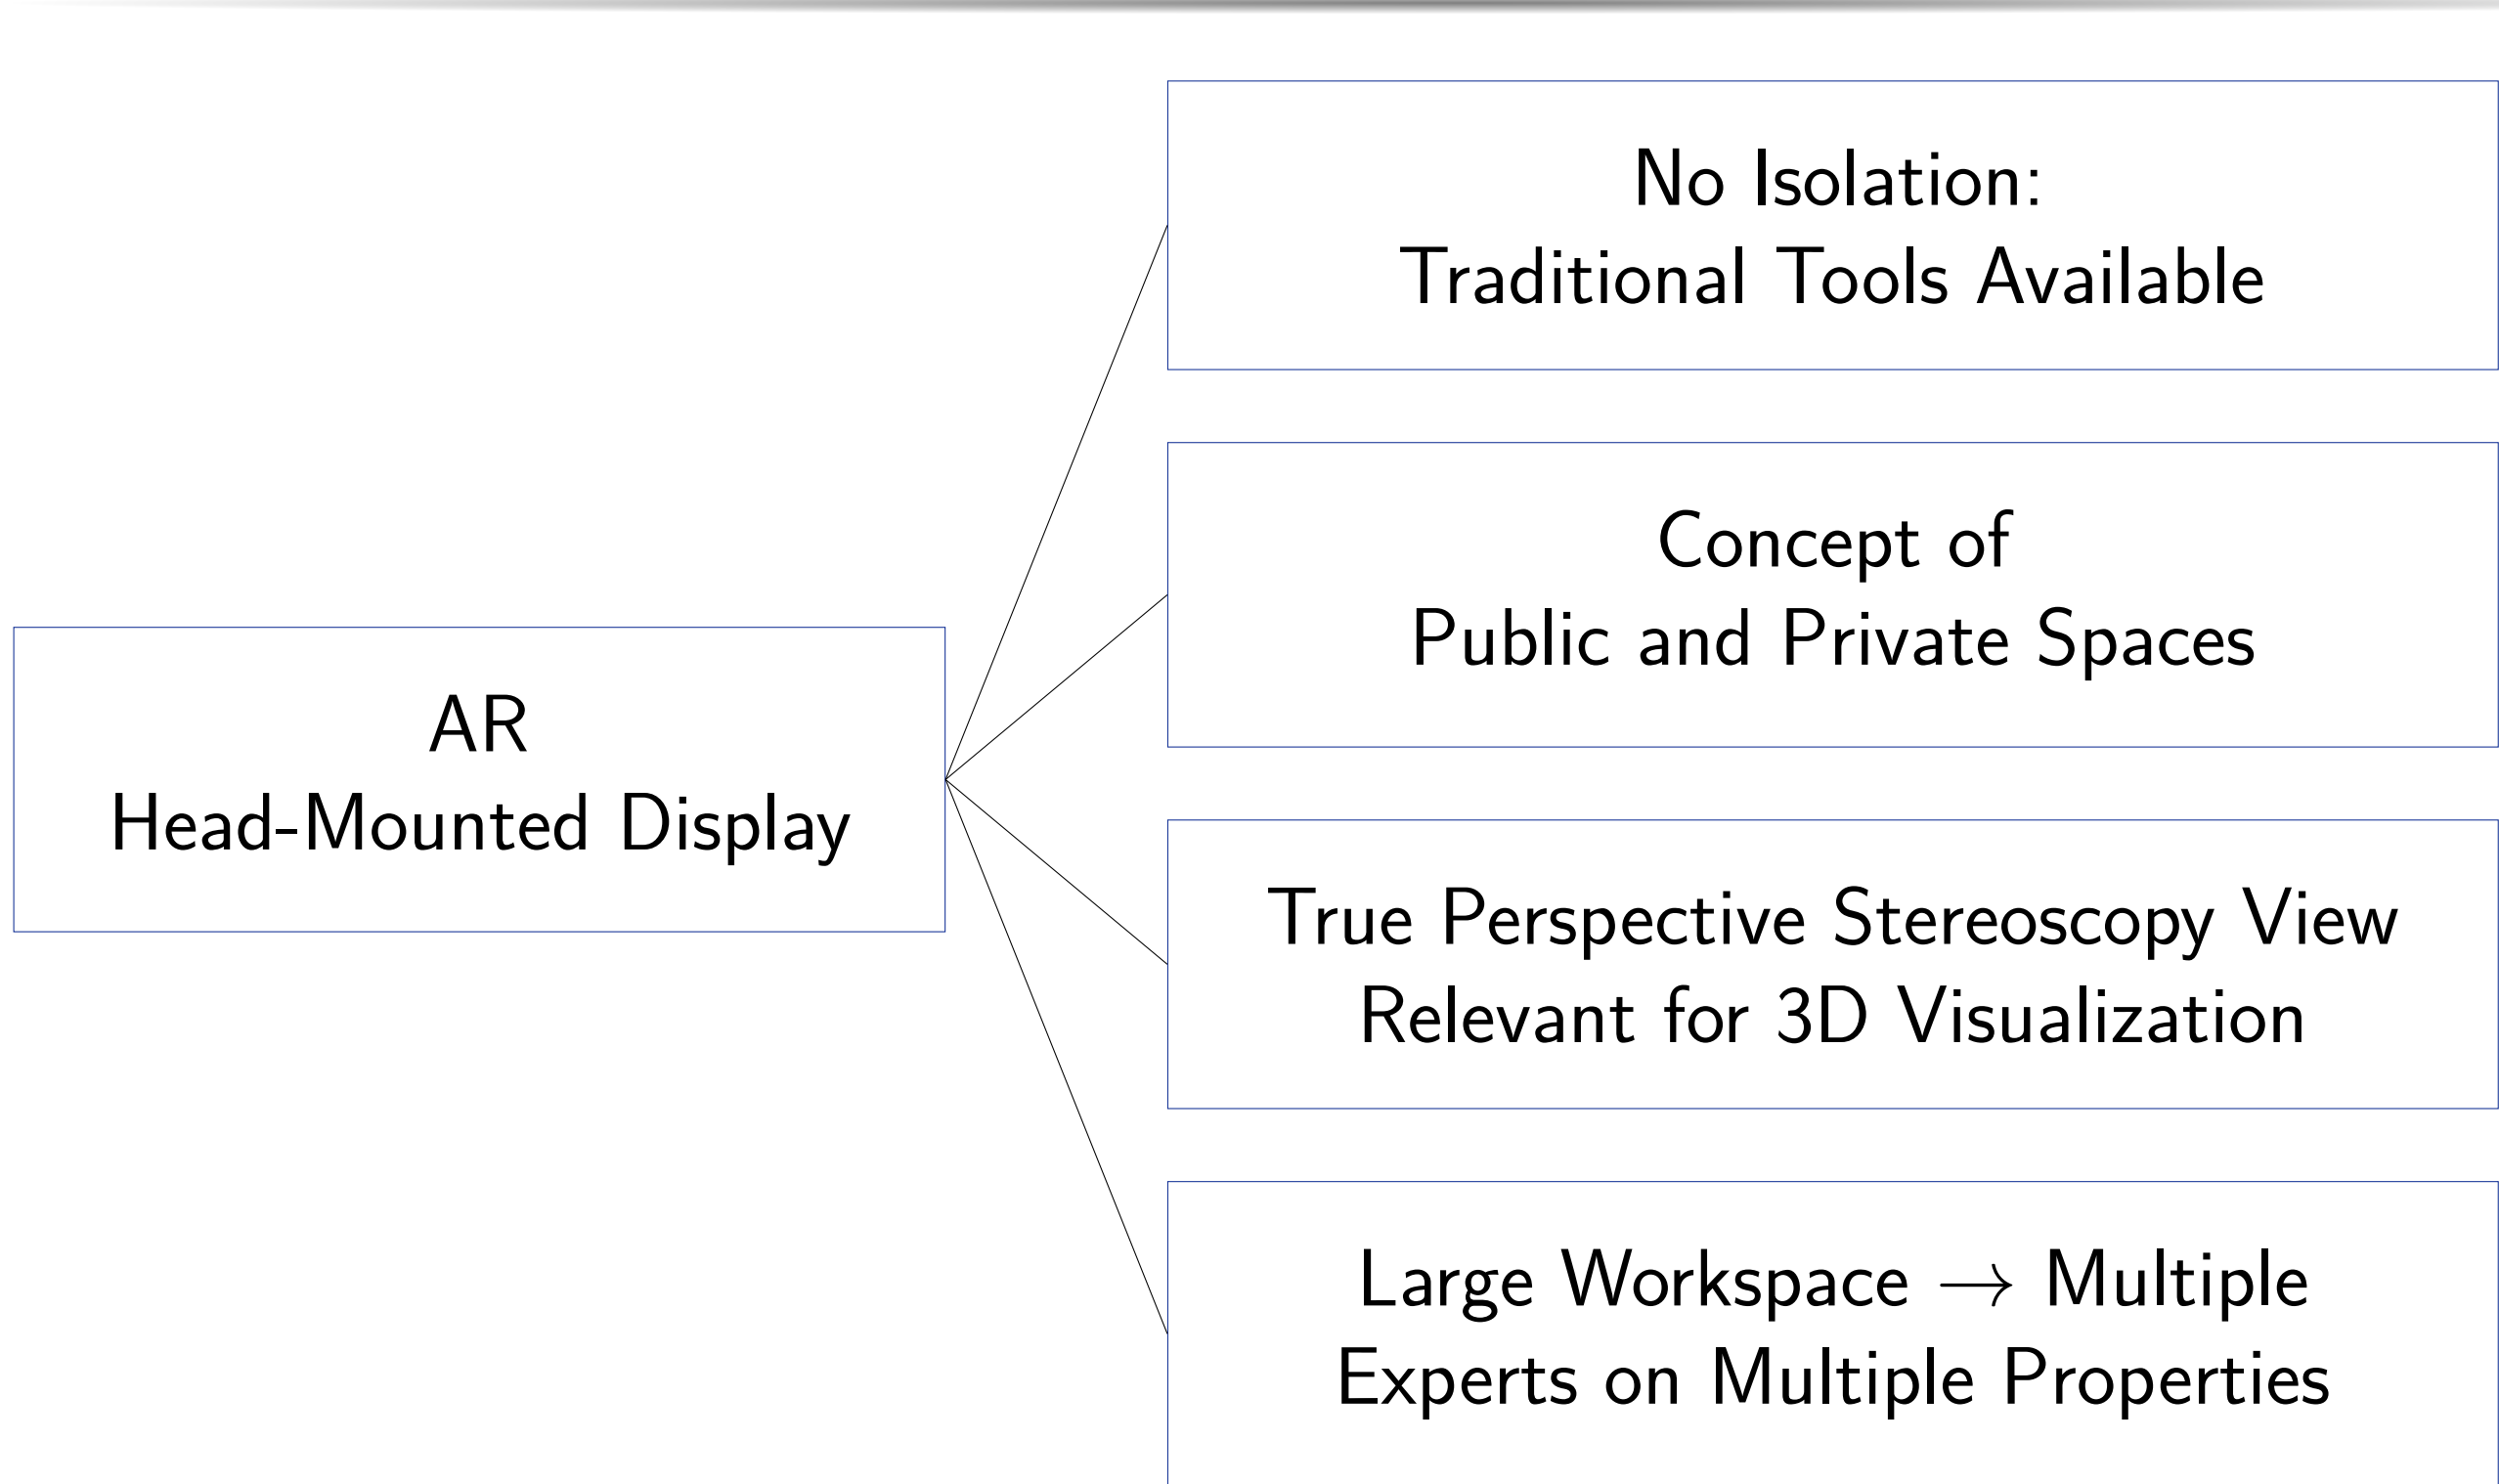 No Isolation:
Traditional Tools Available
Concept of
Public and Private Spaces
AR
Head-Mounted Display
True Perspective Stereoscopy View
Relevant for 3D Visualization
Large Workspace → Multiple
Experts on Multiple Properties